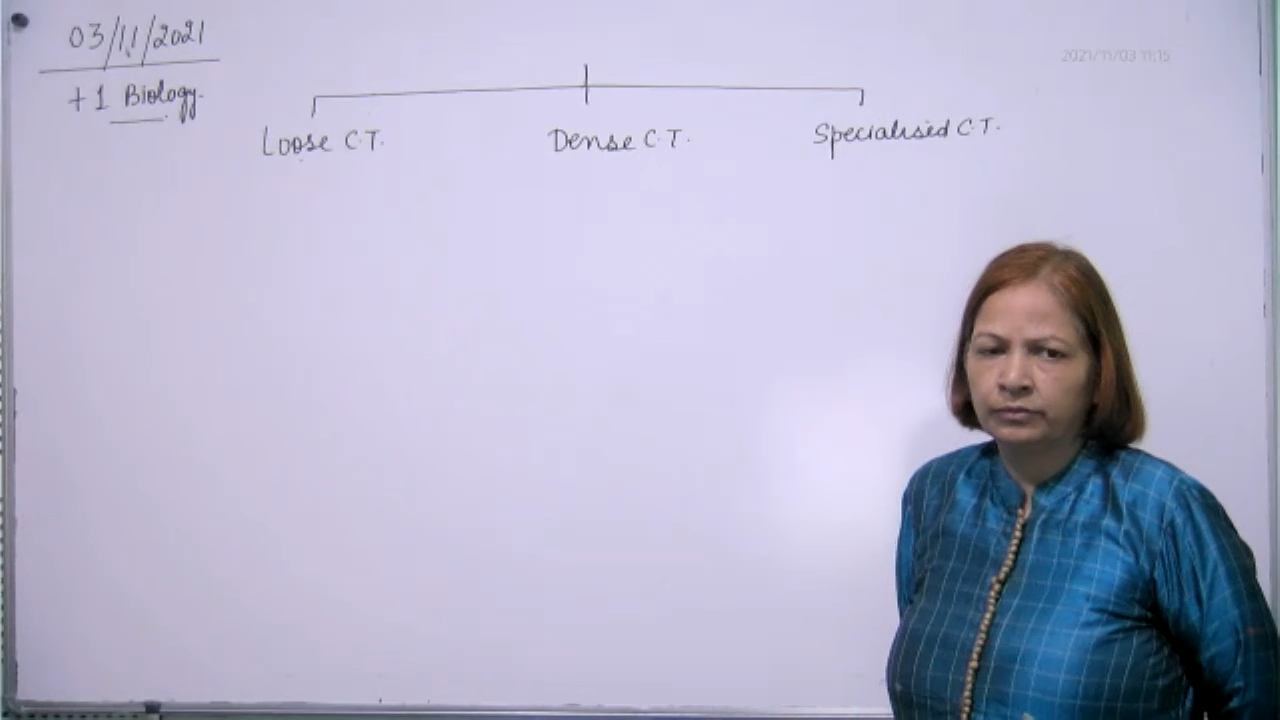 03/11/2021
2021/11/03 11:15
+1 Biology.
Loose C.T. Dense C.T. Specialised C.T.